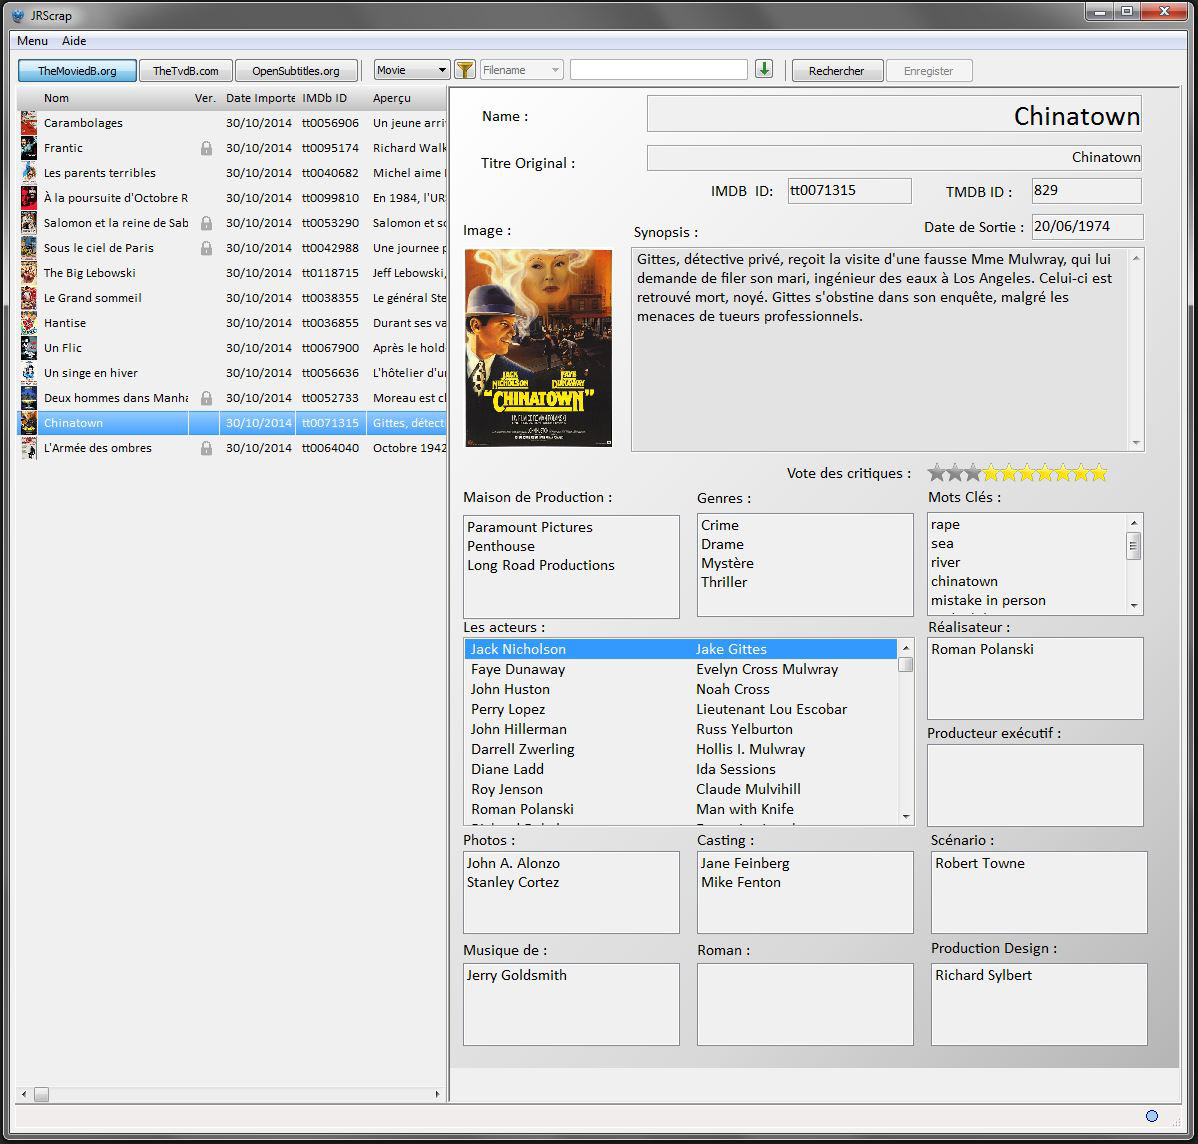 JRScrap
Menu Aide
TheMoviedB.org TheTvdB.com OpenSubtitles.org Movie Filename Rechercher Enregister
Nom Ver. Date Importe IMDb ID Aperçu
Carambolages 30/10/2014 tt0056906 Un jeune arri
Frantic 30/10/2014 tt0095174 Richard Walk
Les parents terribles 30/10/2014 tt0040682 Michel aime
À la poursuite d'Octobre R 30/10/2014 tt0099810 En 1984, l'UR
Salomon et la reine de Sab 30/10/2014 tt0053290 Salomon et so
Sous le ciel de Paris 30/10/2014 tt0042988 Une journee p
The Big Lebowski 30/10/2014 tt0118715 Jeff Lebowski,
Le Grand sommeil 30/10/2014 tt0038355 Le général Ste
Hantise 30/10/2014 tt0036855 Durant ses va
Un Flic 30/10/2014 tt0067900 Après le hold
Un singe en hiver 30/10/2014 tt0056636 L'hôtelier d'u
Deux hommes dans Manha 30/10/2014 tt0052733 Moreau est cl
Chinatown 30/10/2014 tt0071315 Gittes, détect
L'Armée des ombres 30/10/2014 tt0064040 Octobre 1942
Name : Chinatown
Titre Original : Chinatown
IMDB ID: tt0071315 TMDB ID : 829
Date de Sortie : 20/06/1974
Image :
JACK NICHOLSON FAYE DUNAWAY
"CHINATOWN"
Synopsis :
Gittes, détective privé, reçoit la visite d'une fausse Mme Mulwray, qui lui
demande de filer son mari, ingénieur des eaux à Los Angeles. Celui-ci est
retrouvé mort, noyé. Gittes s'obstine dans son enquête, malgré les
menaces de tueurs professionnels.
Vote des critiques :
Maison de Production :
Paramount Pictures
Penthouse
Long Road Productions
Genres :
Crime
Drame
Mystère
Thriller
Mots Clés :
rape
sea
river
chinatown
mistake in person
Les acteurs :
Jack Nicholson Jake Gittes
Faye Dunaway Evelyn Cross Mulwray
John Huston Noah Cross
Perry Lopez Lieutenant Lou Escobar
John Hillerman Russ Yelburton
Darrell Zwerling Hollis I. Mulwray
Diane Ladd Ida Sessions
Roy Jenson Claude Mulvihill
Roman Polanski Man with Knife
Réalisateur :
Roman Polanski
Producteur exécutif :
Photos :
John A. Alonzo
Stanley Cortez
Casting :
Jane Feinberg
Mike Fenton
Scénario :
Robert Towne
Musique de :
Jerry Goldsmith
Roman :
Production Design :
Richard Sylbert